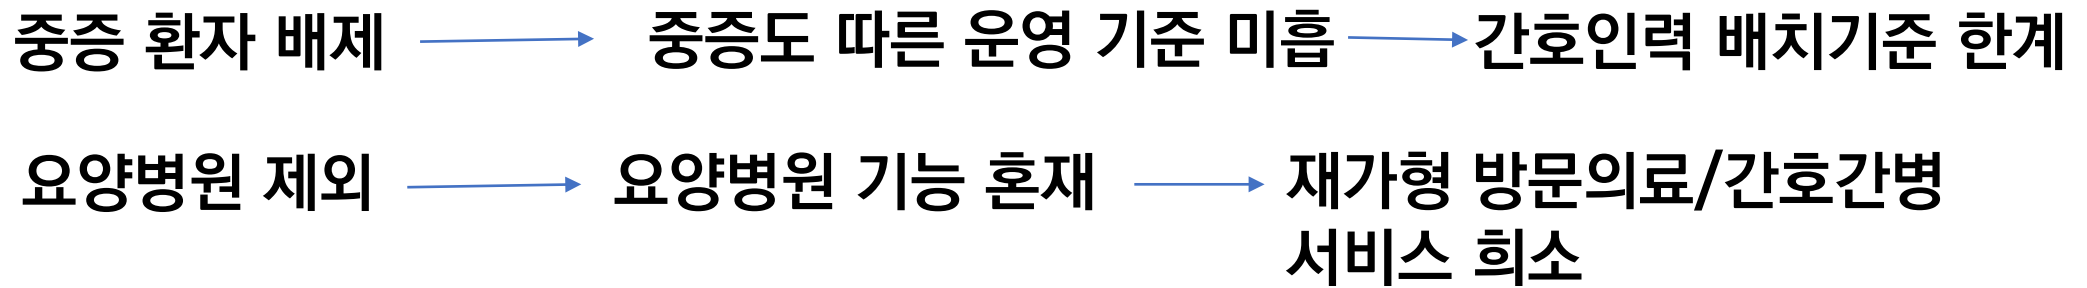 중증 환자 배제 중증도 따른 운영 기준 미흡 간호인력 배치기준 한계
요양병원 제외 요양병원 기능 혼재 재가형 방문의료/간호간병
서비스 희소